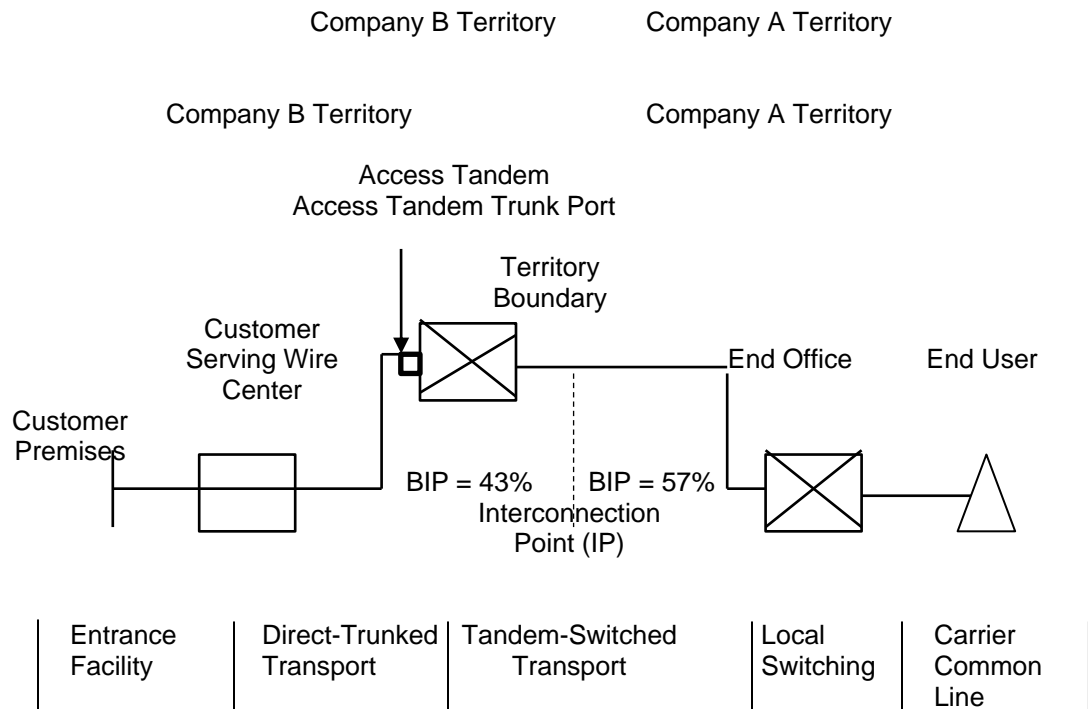 Company B Territory Company A Territory
Company B Territory Company A Territory
Access Tandem
Access Tandem Trunk Port
Territory
Boundary
Customer
Serving Wire
Center
End Office
End User
Customer
Premises
BIP = 43% BIP = 57%
Interconnection
Point (IP)
Entrance
Facility
Direct-Trunked
Transport
Tandem-Switched
Transport
Local
Switching
Carrier
Common
Line